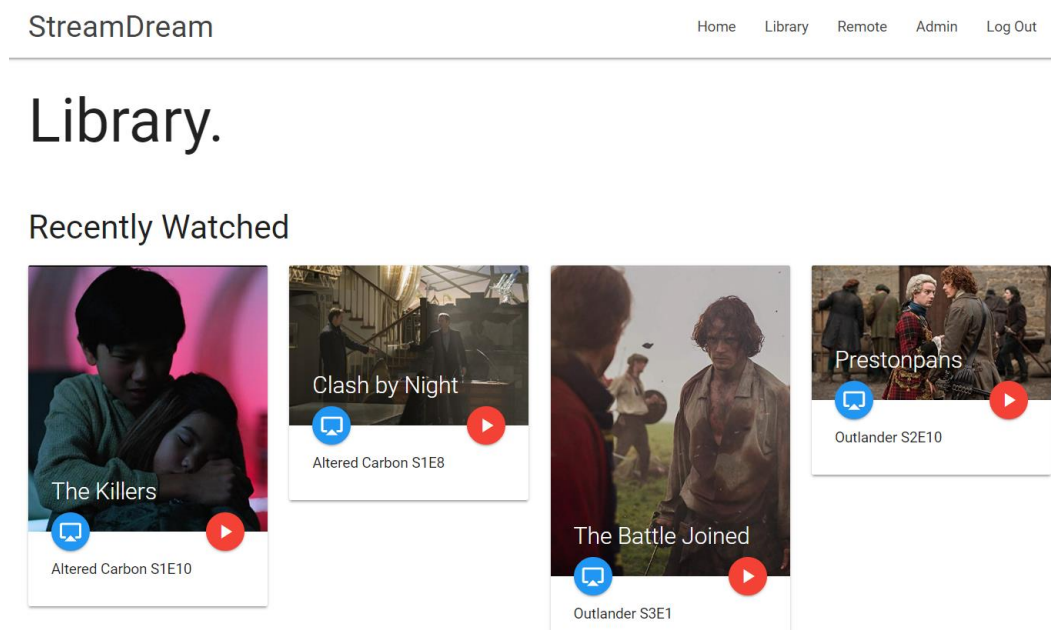 StreamDream
Home Library Remote Admin Log Out
Library.
Recently Watched
The Killers
Altered Carbon S1E10
Clash by Night
Altered Carbon S1E8
The Battle Joined
Outlander S3E1
Prestonpans
Outlander S2E10